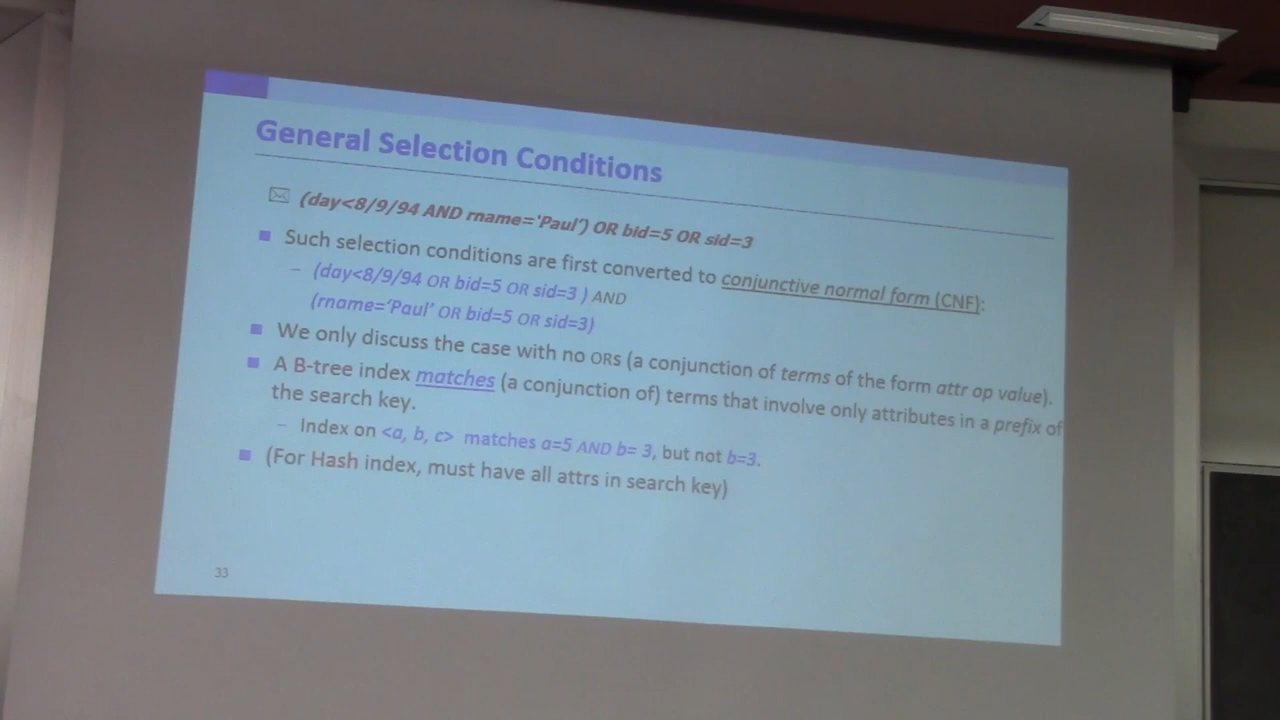 General Selection Conditions
(day<8/9/94 AND rname=‘Paul’) OR bid=5 OR sid=3
Such selection conditions are first converted to conjunctive normal form (CNF):
– (day<8/9/94 OR bid=5 OR sid=3 ) AND
(rname=‘Paul’ OR bid=5 OR sid=3)
We only discuss the case with no ORs (a conjunction of terms of the form attr op value).
A B-tree index matches (a conjunction of) terms that involve only attributes in a prefix of
the search key.
– Index on <a, b, c> matches a=5 AND b= 3, but not b=3.
(For Hash index, must have all attrs in search key)
33